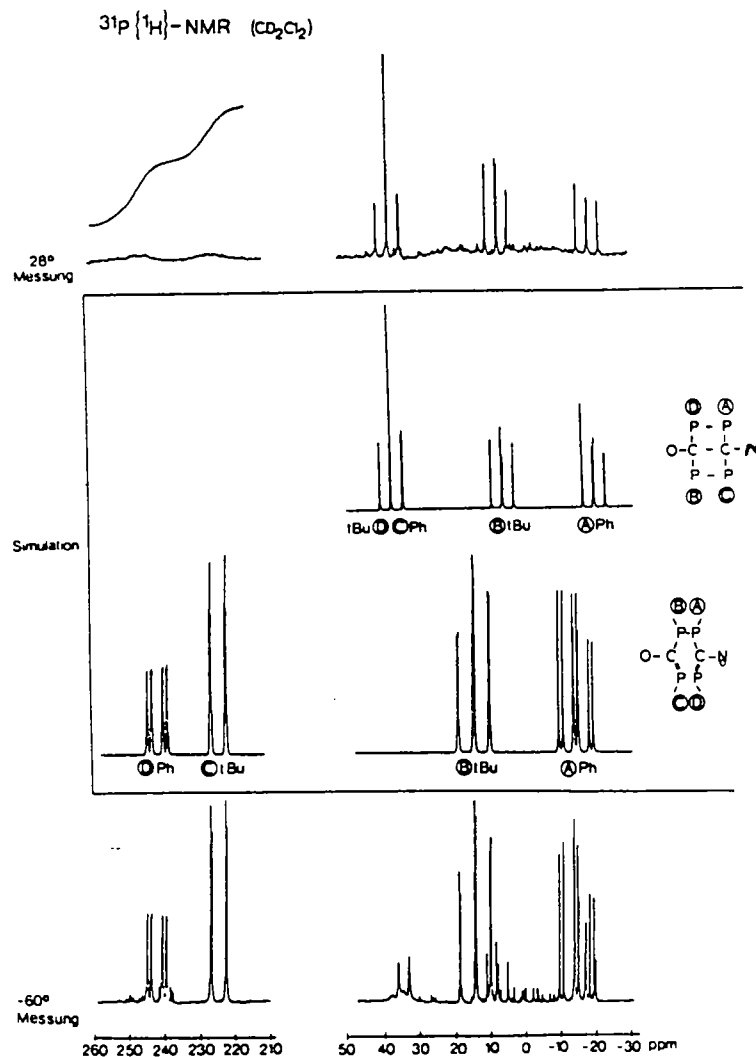 ³¹P {¹H}-NMR (CD₂Cl₂)
28°
Messung
D A
P - P
O - C - C - N
P - P
B C
tBu D C Ph B tBu A Ph
Simulation
B A
P-P
O-C C-N
P P
C D
D Ph C tBu B tBu A Ph
-60°
Messung
260 250 240 230 220 210 50 40 30 20 10 0 -10 -20 -30 ppm